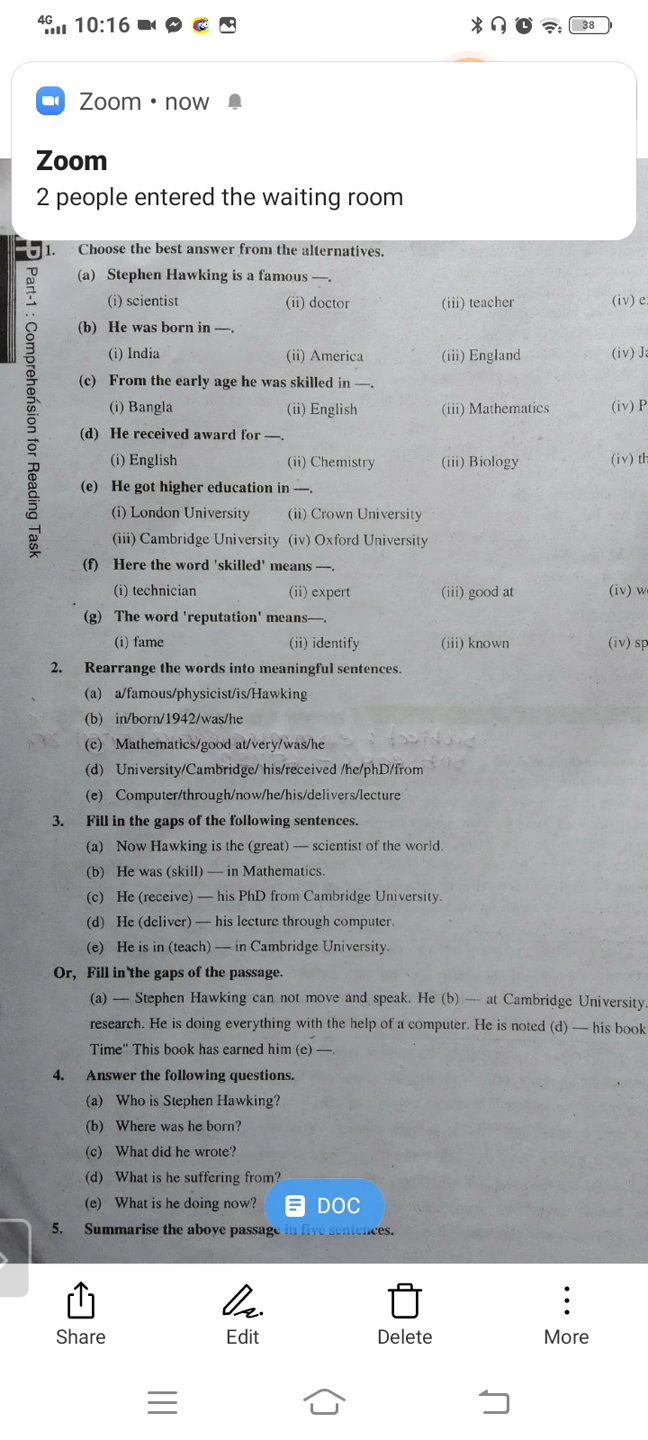 4G 10:16 38
Zoom • now
Zoom
2 people entered the waiting room
Part-1 : Comprehension for Reading Task
1. Choose the best answer from the alternatives.
(a) Stephen Hawking is a famous —.
(i) scientist (ii) doctor (iii) teacher (iv)
(b) He was born in —.
(i) India (ii) America (iii) England (iv)
(c) From the early age he was skilled in —.
(i) Bangla (ii) English (iii) Mathematics (iv)
(d) He received award for —.
(i) English (ii) Chemistry (iii) Biology (iv)
(e) He got higher education in —.
(i) London University (ii) Crown University
(iii) Cambridge University (iv) Oxford University
(f) Here the word 'skilled' means —.
(i) technician (ii) expert (iii) good at (iv)
(g) The word 'reputation' means—.
(i) fame (ii) identify (iii) known (iv)
2. Rearrange the words into meaningful sentences.
(a) a/famous/physicist/is/Hawking
(b) in/born/1942/was/he
(c) Mathematics/good at/very/was/he
(d) University/Cambridge/ his/received /he/phD/from
(e) Computer/through/now/he/his/delivers/lecture
3. Fill in the gaps of the following sentences.
(a) Now Hawking is the (great) — scientist of the world.
(b) He was (skill) — in Mathematics.
(c) He (receive) — his PhD from Cambridge University.
(d) He (deliver) — his lecture through computer.
(e) He is in (teach) — in Cambridge University.
Or, Fill in the gaps of the passage.
(a) — Stephen Hawking can not move and speak. He (b) — at Cambridge University.
research. He is doing everything with the help of a computer. He is noted (d) — his book
Time" This book has earned him (e) —.
4. Answer the following questions.
(a) Who is Stephen Hawking?
(b) Where was he born?
(c) What did he wrote?
(d) What is he suffering from?
(e) What is he doing now?
DOC
5. Summarise the above passage in five sentences.
Share Edit Delete More